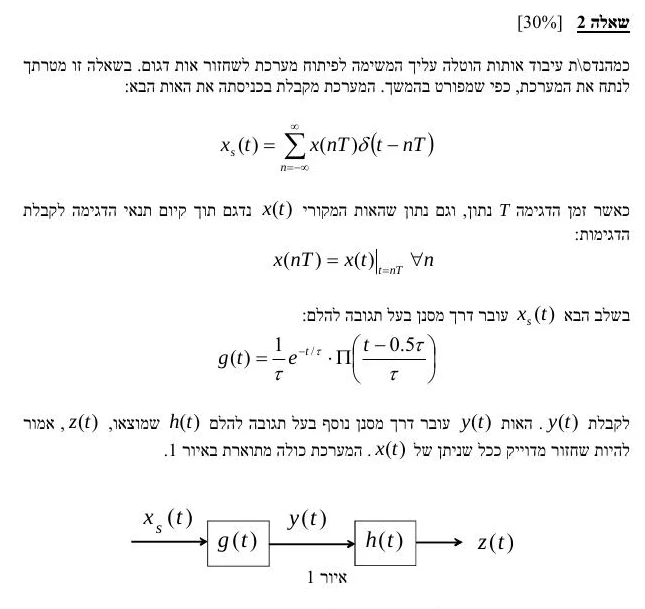 שאלה 2 [30%]
כמהנדס\ת עיבוד אותות הוטלה עליך המשימה לפיתוח מערכת לשחזור אות דגום. בשאלה זו מטרתך
לנתח את המערכת, כפי שמפורט בהמשך. המערכת מקבלת בכניסתה את האות הבא:
x_s(t) = ∑_{n=-∞}^{∞} x(nT)δ(t − nT)
כאשר זמן הדגימה T נתון, וגם נתון שהאות המקורי x(t) נדגם תוך קיום תנאי הדגימה לקבלת
הדגימות:
x(nT) = x(t)|_{t=nT} ∀n
בשלב הבא x_s(t) עובר דרך מסנן בעל תגובה להלם:
g(t) = \frac{1}{τ} e^{-t/τ} · Π(\frac{t − 0.5τ}{τ})
לקבלת y(t). האות y(t) עובר דרך מסנן נוסף בעל תגובה להלם h(t) שמוצאו, z(t), אמור
להיות שחזור מדוייק ככל שניתן של x(t). המערכת כולה מתוארת באיור 1.
x_s(t) g(t) y(t) h(t) z(t)
איור 1